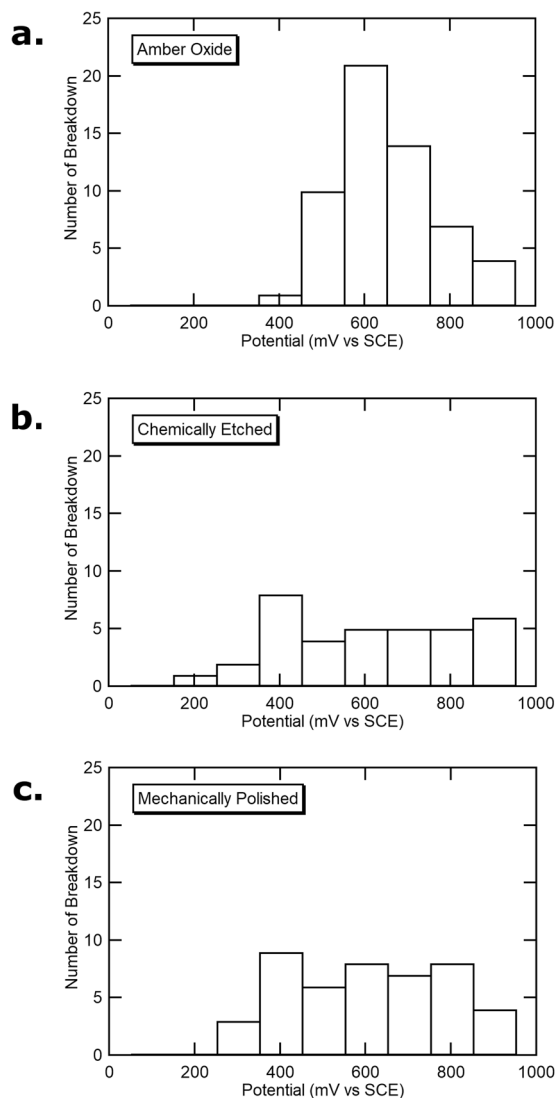 a.
Amber Oxide
Number of Breakdown
25
20
15
10
5
0
0 200 400 600 800 1000
Potential (mV vs SCE)
b.
Chemically Etched
Number of Breakdown
25
20
15
10
5
0
0 200 400 600 800 1000
Potential (mV vs SCE)
c.
Mechanically Polished
Number of Breakdown
25
20
15
10
5
0
0 200 400 600 800 1000
Potential (mV vs SCE)